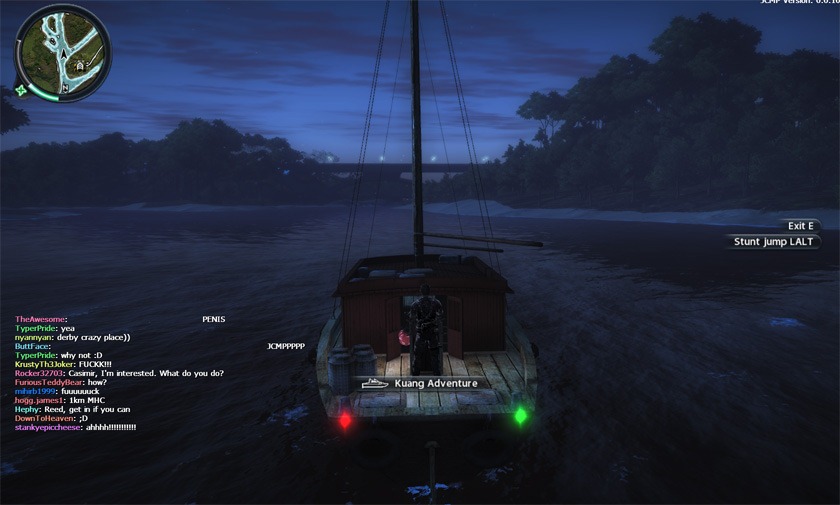 JCMP Version: 0.0.10
N
Exit E
Stunt jump LALT
TheAwesome: PENIS
TyperPride: yea
nyannyan: derby crazy place))
ButtFace: JCMPPPPP
TyperPride: why not :D
KrustyTh3Joker: FUCKK!!!
Rocker32703: Casimir, I'm interested. What do you do?
FuriousTeddyBear: how?
mihirb1999: fuuuuuuck
hogg.james1: 1km MHC
Hephy: Reed, get in if you can
DownToHeaven: ;D
stankyepiccheese: ahhhh!!!!!!!!!!!
Kuang Adventure